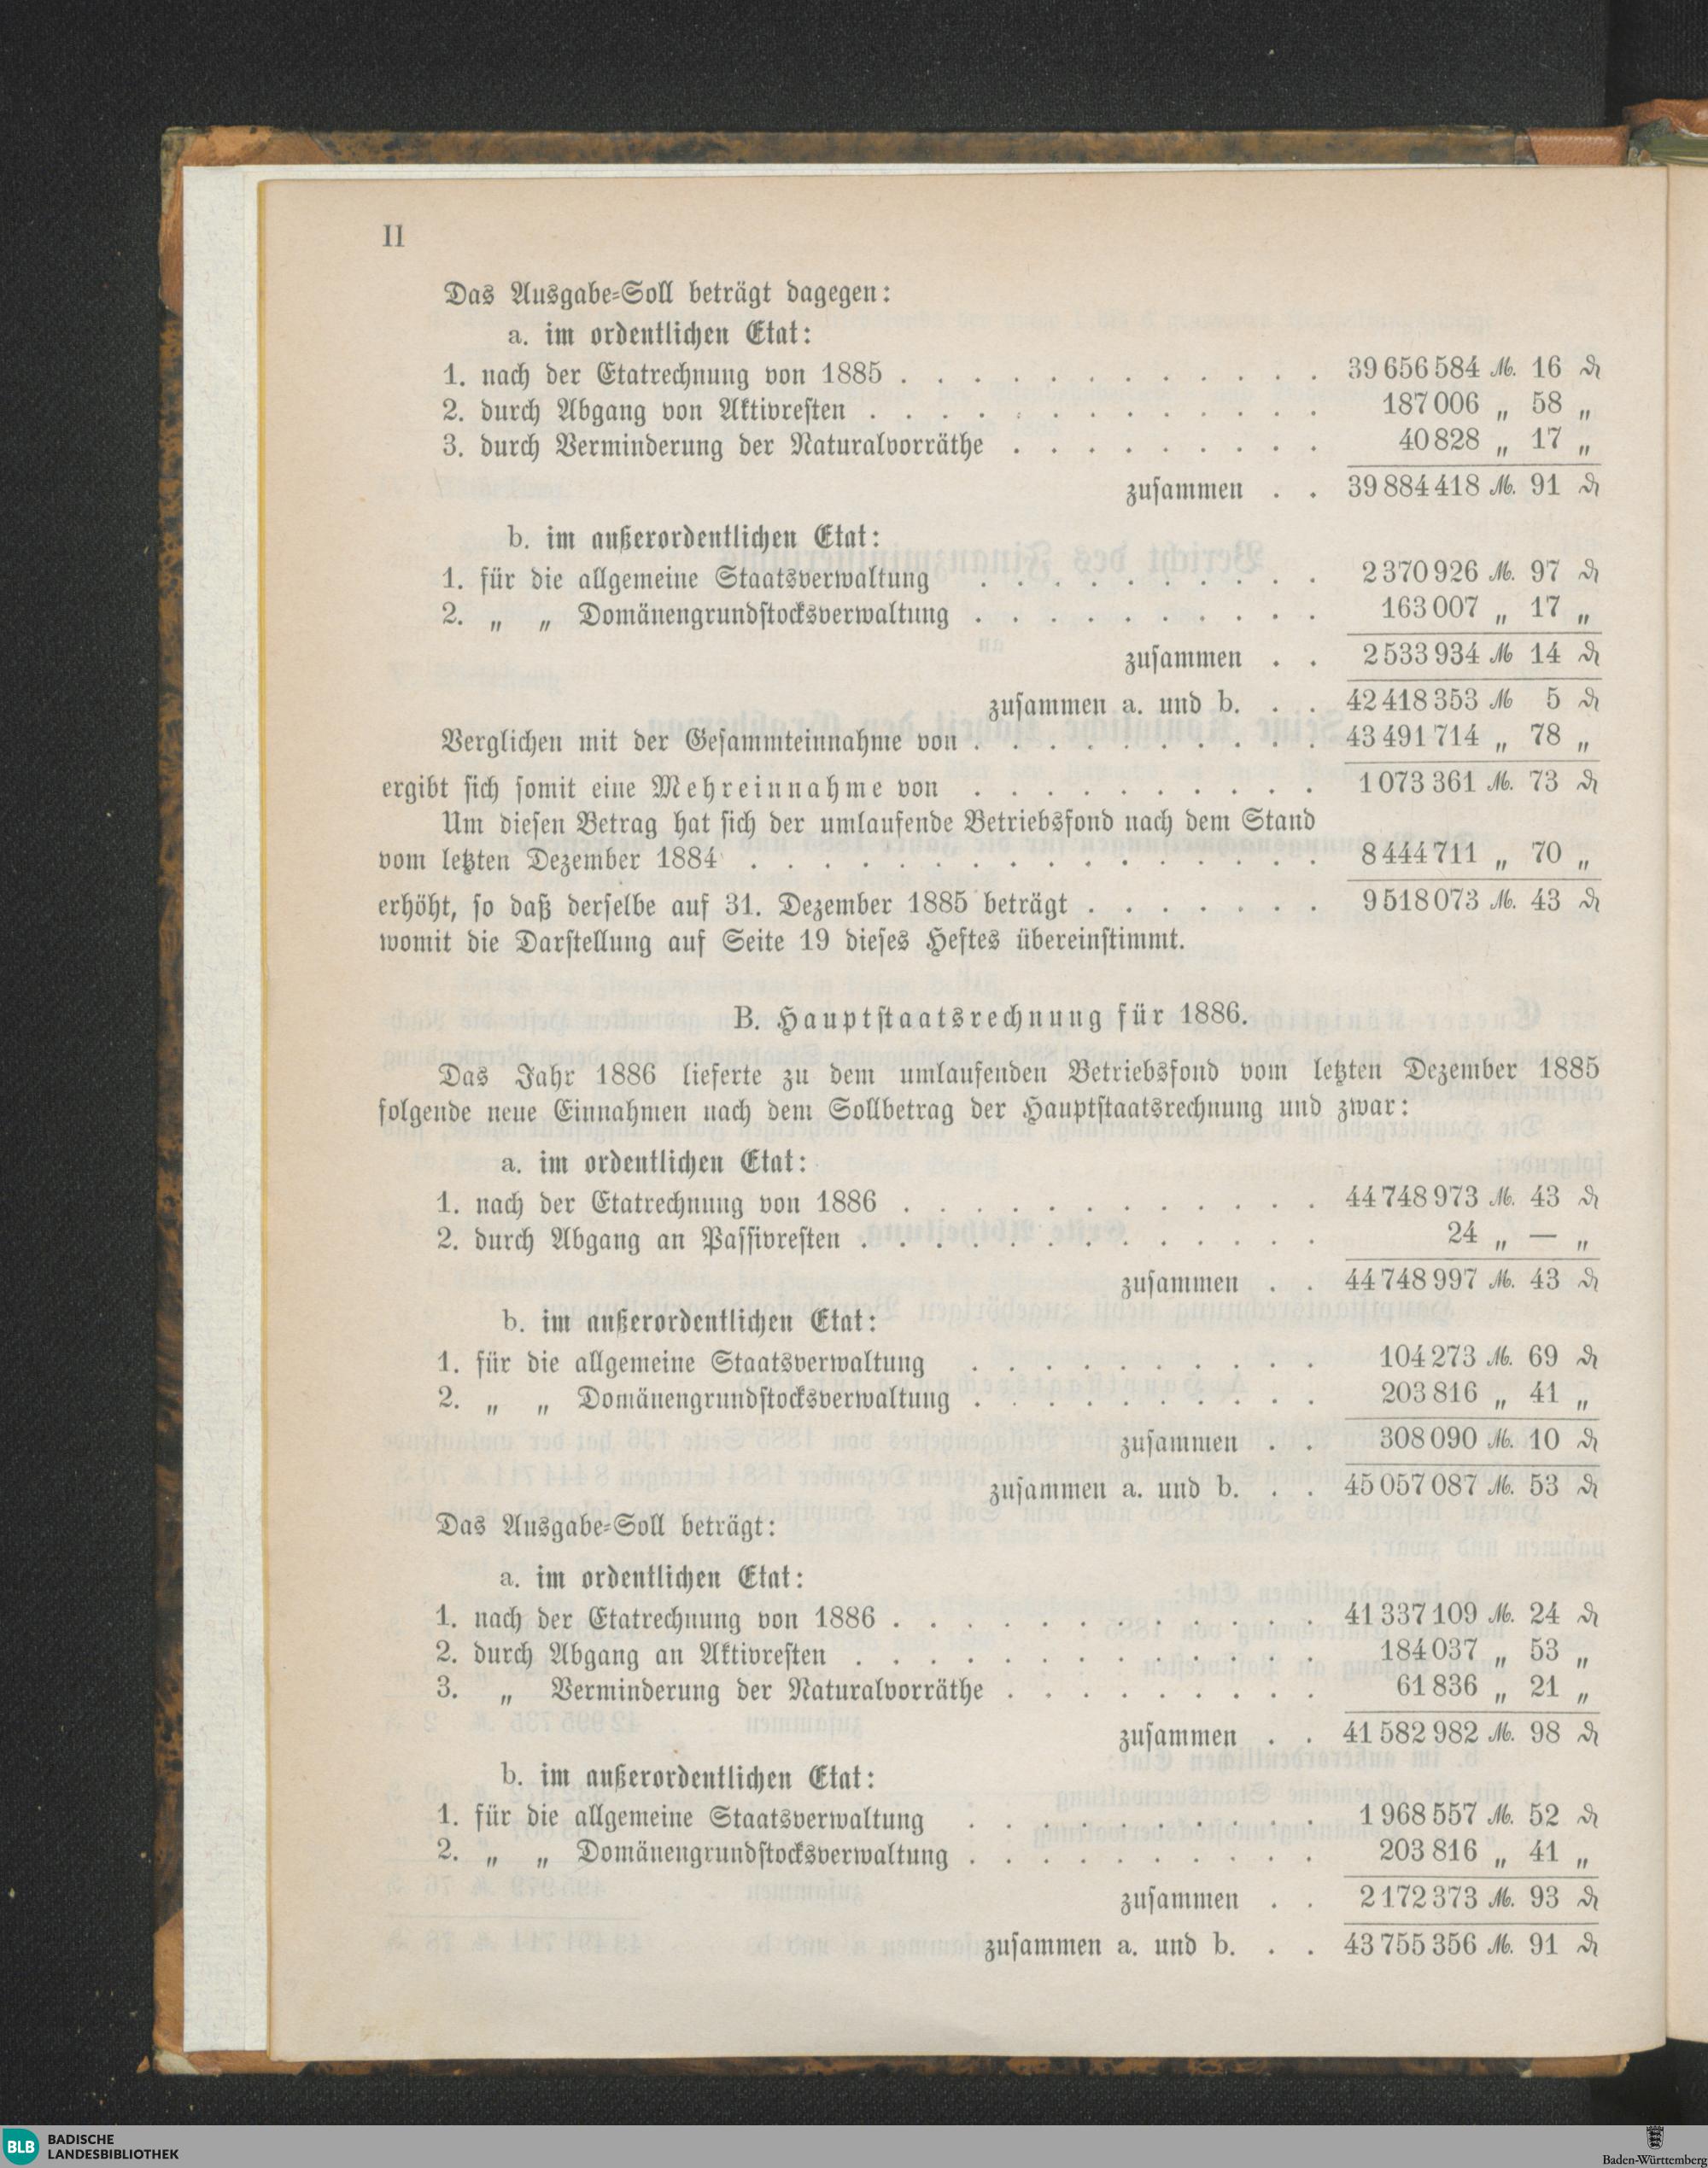 II
Das Ausgabe-Soll beträgt dagegen:
a. im ordentlichen Etat:
1. nach der Etatrechnung von 1885 . . . . . . . . . . . . 39 656 584 ℳ. 16 ₰
2. durch Abgang von Aktivresten . . . . . . . . . . . . . 187 006 „ 58 „
3. durch Verminderung der Naturalvorräthe . . . . . . . . . 40 828 „ 17 „
zusammen . . 39 884 418 ℳ. 91 ₰
b. im außerordentlichen Etat:
1. für die allgemeine Staatsverwaltung . . . . . . . . . . 2 370 926 ℳ. 97 ₰
2. „ „ Domänengrundstocksverwaltung . . . . . . . . . . 163 007 „ 17 „
zusammen . . 2 533 934 ℳ 14 ₰
zusammen a. und b. . . 42 418 353 ℳ 5 ₰
Verglichen mit der Gesammteinnahme von . . . . . . . . . . 43 491 714 „ 78 „
ergibt sich somit eine Mehreinnahme von . . . . . . . . . . 1 073 361 ℳ. 73 ₰
Um diesen Betrag hat sich der umlaufende Betriebsfond nach dem Stand
vom letzten Dezember 1884 . . . . . . . . . . . . . . . . 8 444 711 „ 70 „
erhöht, so daß derselbe auf 31. Dezember 1885 beträgt . . . . . . . 9 518 073 ℳ. 43 ₰
womit die Darstellung auf Seite 19 dieses Heftes übereinstimmt.
B. Hauptstaatsrechnung für 1886.
Das Jahr 1886 lieferte zu dem umlaufenden Betriebsfond vom letzten Dezember 1885
folgende neue Einnahmen nach dem Sollbetrag der Hauptstaatsrechnung und zwar:
a. im ordentlichen Etat:
1. nach der Etatrechnung von 1886 . . . . . . . . . . . . 44 748 973 ℳ. 43 ₰
2. durch Abgang an Passivresten . . . . . . . . . . . . . 24 „ — „
zusammen . . 44 748 997 ℳ. 43 ₰
b. im außerordentlichen Etat:
1. für die allgemeine Staatsverwaltung . . . . . . . . . . 104 273 ℳ. 69 ₰
2. „ „ Domänengrundstocksverwaltung . . . . . . . . . . 203 816 „ 41 „
zusammen . . 308 090 ℳ. 10 ₰
zusammen a. und b. . . 45 057 087 ℳ. 53 ₰
Das Ausgabe-Soll beträgt:
a. im ordentlichen Etat:
1. nach der Etatrechnung von 1886 . . . . . . . . . . . . 41 337 109 ℳ. 24 ₰
2. durch Abgang an Aktivresten . . . . . . . . . . . . . 184 037 „ 53 „
3. „ Verminderung der Naturalvorräthe . . . . . . . . . 61 836 „ 21 „
zusammen . . 41 582 982 ℳ. 98 ₰
b. im außerordentlichen Etat:
1. für die allgemeine Staatsverwaltung . . . . . . . . . . 1 968 557 ℳ. 52 ₰
2. „ „ Domänengrundstocksverwaltung . . . . . . . . . . 203 816 „ 41 „
zusammen . . 2 172 373 ℳ. 93 ₰
zusammen a. und b. . . 43 755 356 ℳ. 91 ₰
BLB BADISCHE
LANDESBIBLIOTHEK
Baden-Württemberg